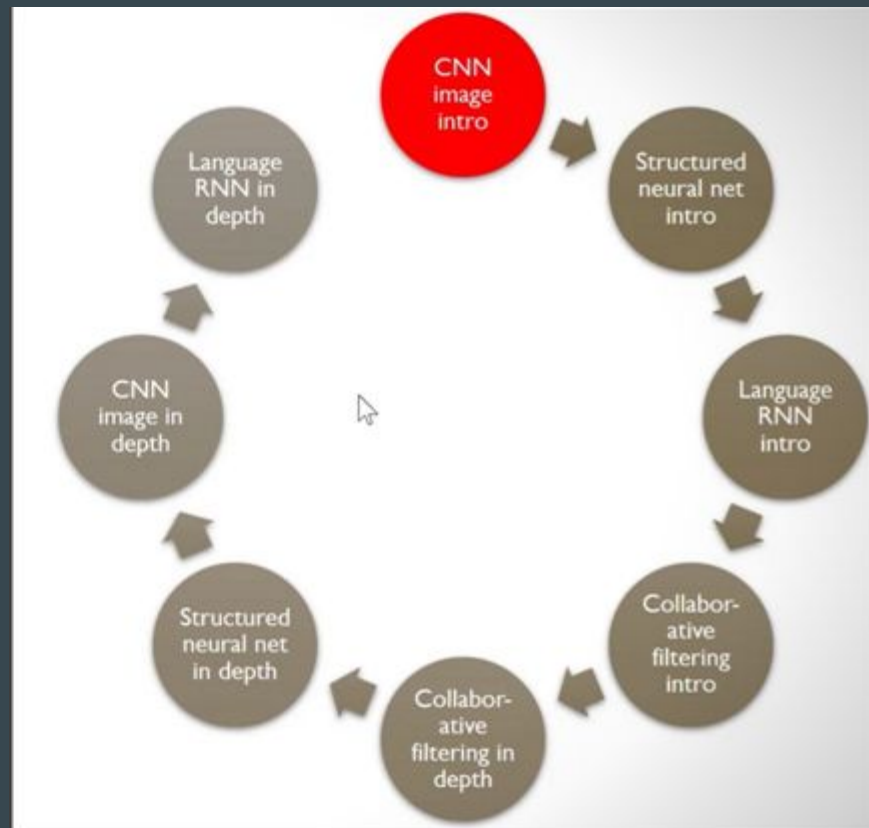 CNN
image
intro
Structured
neural net
intro
Language
RNN
intro
Collabor-
ative
filtering
intro
Collabor-
ative
filtering in
depth
Structured
neural net
in depth
CNN
image in
depth
Language
RNN in
depth